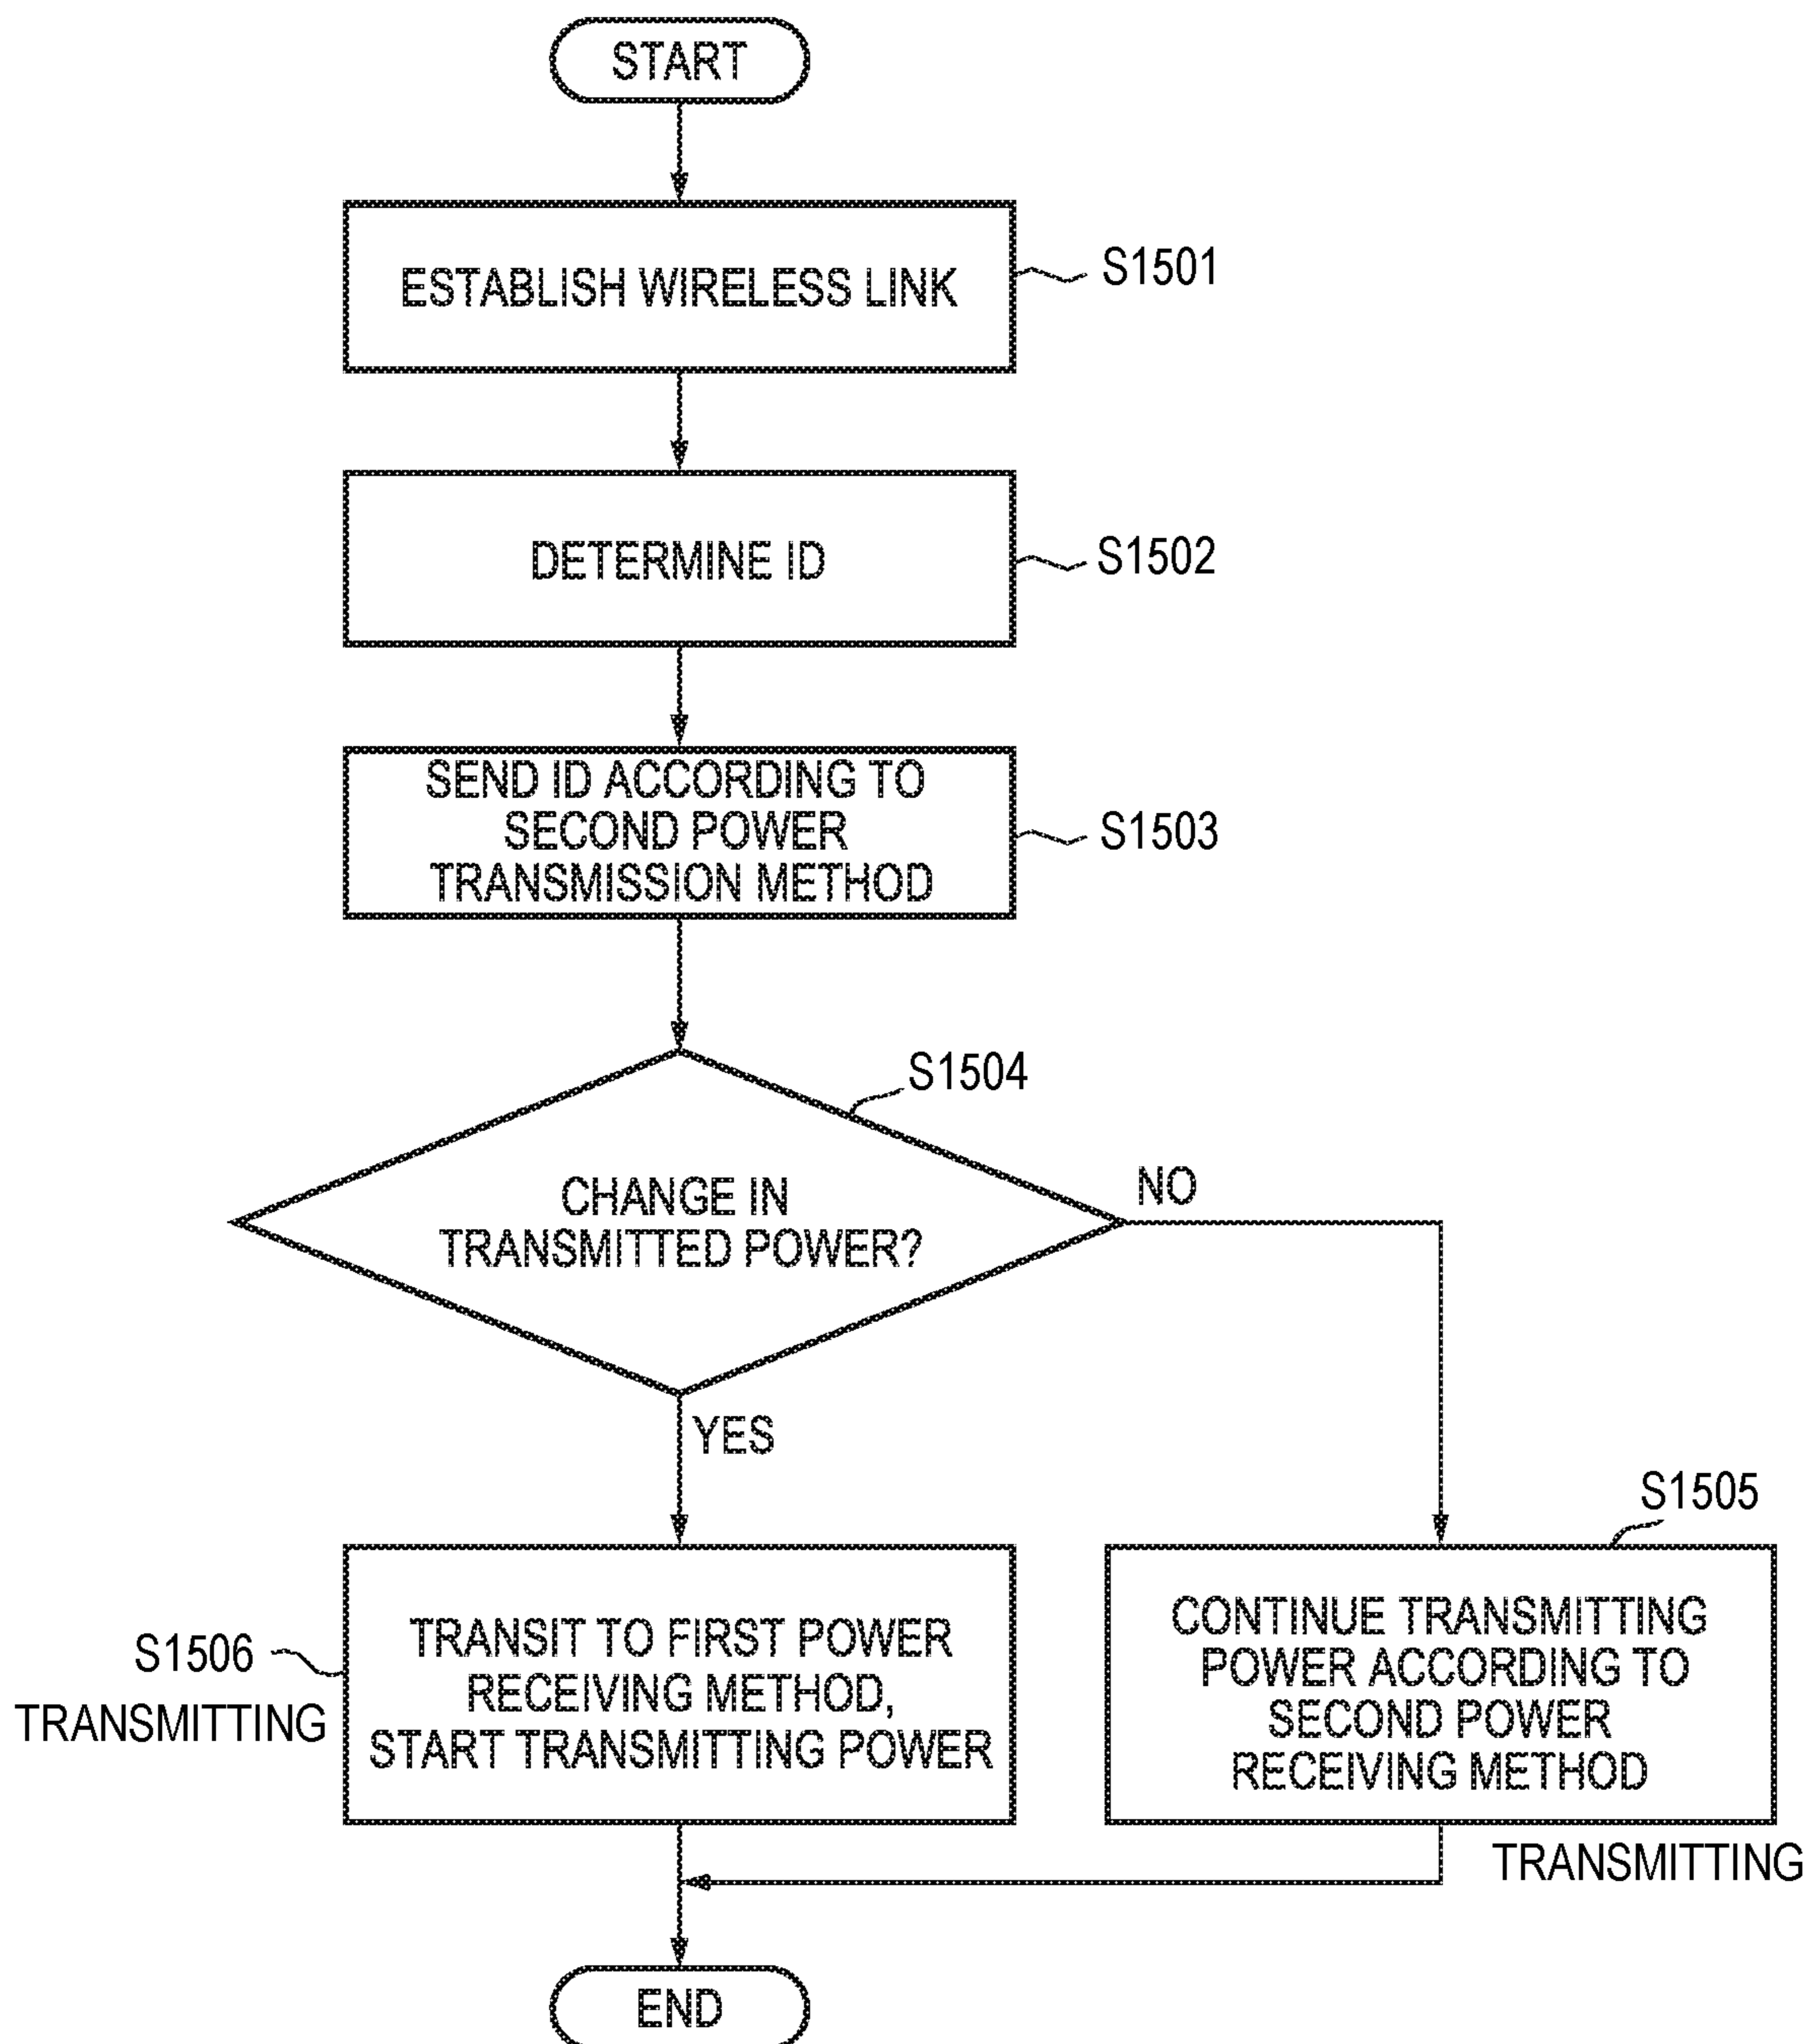 START
ESTABLISH WIRELESS LINK
S1501
DETERMINE ID
S1502
SEND ID ACCORDING TO
SECOND POWER
TRANSMISSION METHOD
S1503
S1504
CHANGE IN
TRANSMITTED POWER?
NO
YES
S1505
S1506
TRANSMITTING
TRANSIT TO FIRST POWER
RECEIVING METHOD,
START TRANSMITTING POWER
CONTINUE TRANSMITTING
POWER ACCORDING TO
SECOND POWER
RECEIVING METHOD
TRANSMITTING
END